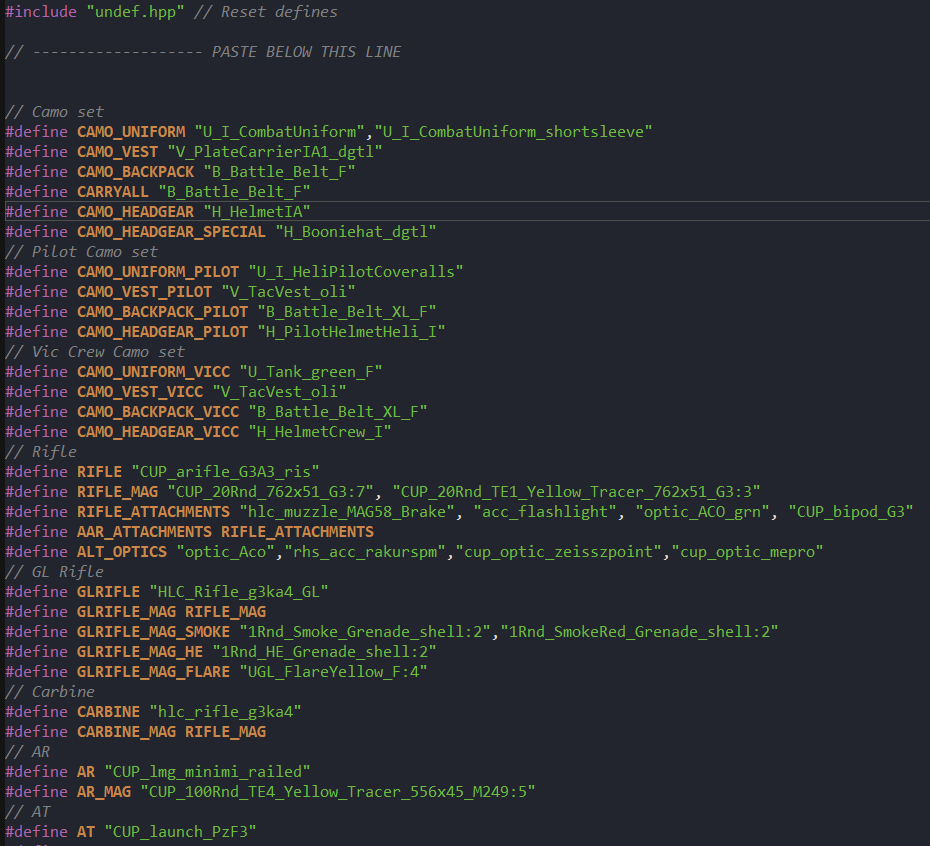 #include "undef.hpp" // Reset defines
// ------------------- PASTE BELOW THIS LINE
// Camo set
#define CAMO_UNIFORM "U_I_CombatUniform","U_I_CombatUniform_shortsleeve"
#define CAMO_VEST "V_PlateCarrierIA1_dgtl"
#define CAMO_BACKPACK "B_Battle_Belt_F"
#define CARRYALL "B_Battle_Belt_F"
#define CAMO_HEADGEAR "H_HelmetIA"
#define CAMO_HEADGEAR_SPECIAL "H_Booniehat_dgtl"
// Pilot Camo set
#define CAMO_UNIFORM_PILOT "U_I_HeliPilotCoveralls"
#define CAMO_VEST_PILOT "V_TacVest_oli"
#define CAMO_BACKPACK_PILOT "B_Battle_Belt_XL_F"
#define CAMO_HEADGEAR_PILOT "H_PilotHelmetHeli_I"
// Vic Crew Camo set
#define CAMO_UNIFORM_VICC "U_Tank_green_F"
#define CAMO_VEST_VICC "V_TacVest_oli"
#define CAMO_BACKPACK_VICC "B_Battle_Belt_XL_F"
#define CAMO_HEADGEAR_VICC "H_HelmetCrew_I"
// Rifle
#define RIFLE "CUP_arifle_G3A3_ris"
#define RIFLE_MAG "CUP_20Rnd_762x51_G3:7", "CUP_20Rnd_TE1_Yellow_Tracer_762x51_G3:3"
#define RIFLE_ATTACHMENTS "hlc_muzzle_MAG58_Brake", "acc_flashlight", "optic_ACO_grn", "CUP_bipod_G3"
#define AAR_ATTACHMENTS RIFLE_ATTACHMENTS
#define ALT_OPTICS "optic_Aco","rhs_acc_rakurspm","cup_optic_zeisszpoint","cup_optic_mepro"
// GL Rifle
#define GLRIFLE "HLC_Rifle_g3ka4_GL"
#define GLRIFLE_MAG RIFLE_MAG
#define GLRIFLE_MAG_SMOKE "1Rnd_Smoke_Grenade_shell:2","1Rnd_SmokeRed_Grenade_shell:2"
#define GLRIFLE_MAG_HE "1Rnd_HE_Grenade_shell:2"
#define GLRIFLE_MAG_FLARE "UGL_FlareYellow_F:4"
// Carbine
#define CARBINE "hlc_rifle_g3ka4"
#define CARBINE_MAG RIFLE_MAG
// AR
#define AR "CUP_lmg_minimi_railed"
#define AR_MAG "CUP_100Rnd_TE4_Yellow_Tracer_556x45_M249:5"
// AT
#define AT "CUP_launch_PzF3"